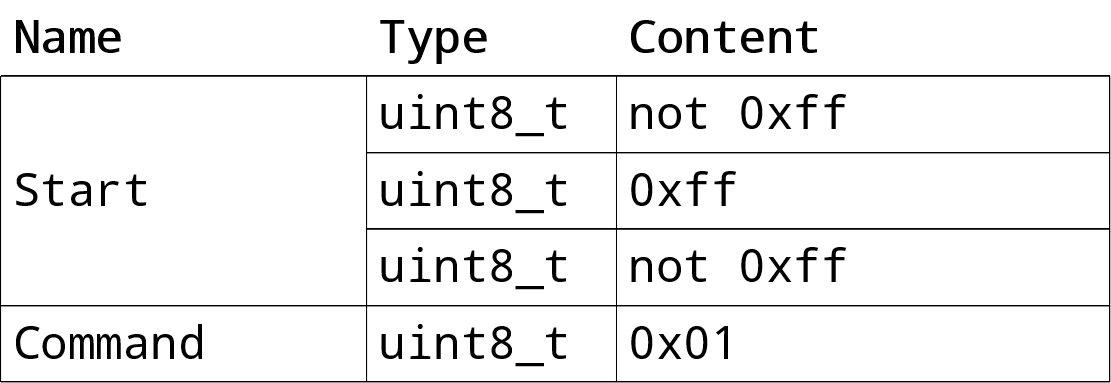 Name Type Content
uint8_t not 0xff
Start uint8_t 0xff
uint8_t not 0xff
Command uint8_t 0x01